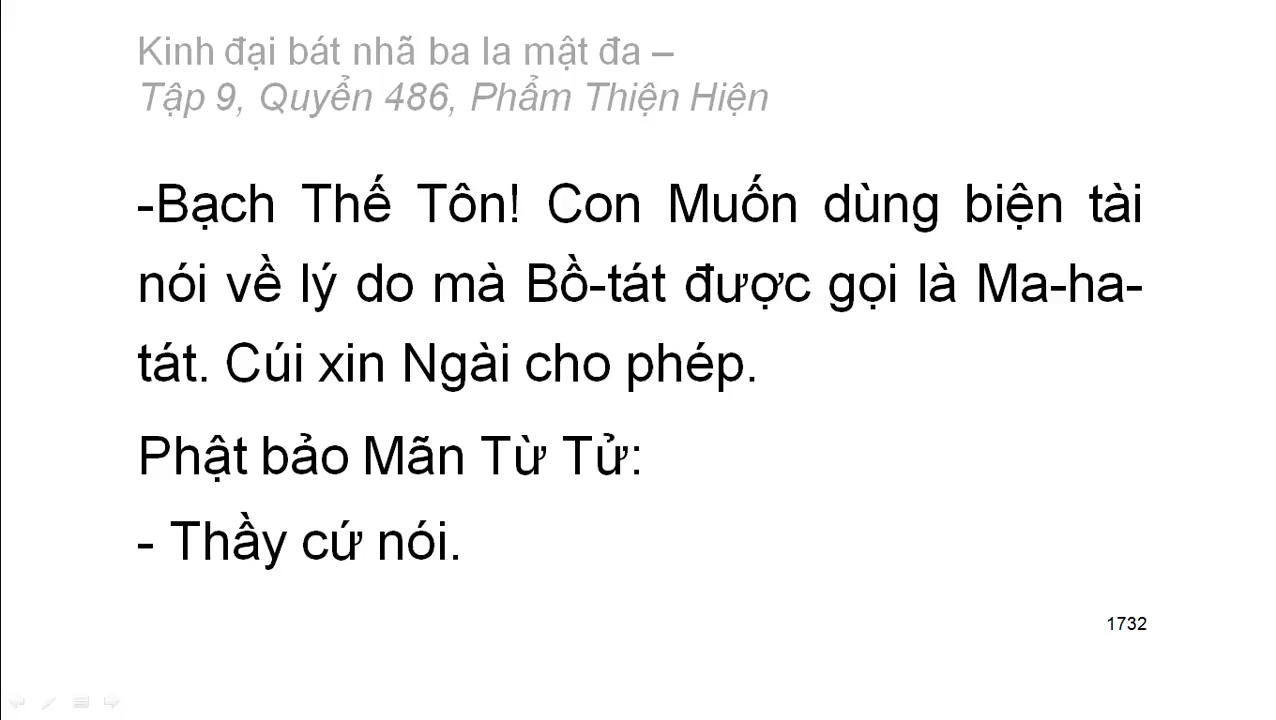 Kinh đại bát nhã ba la mật đa –
Tập 9, Quyển 486, Phẩm Thiện Hiện
-Bạch Thế Tôn! Con Muốn dùng biện tài
nói về lý do mà Bồ-tát được gọi là Ma-ha-
tát. Cúi xin Ngài cho phép.
Phật bảo Mãn Từ Tử:
- Thầy cứ nói.
1732